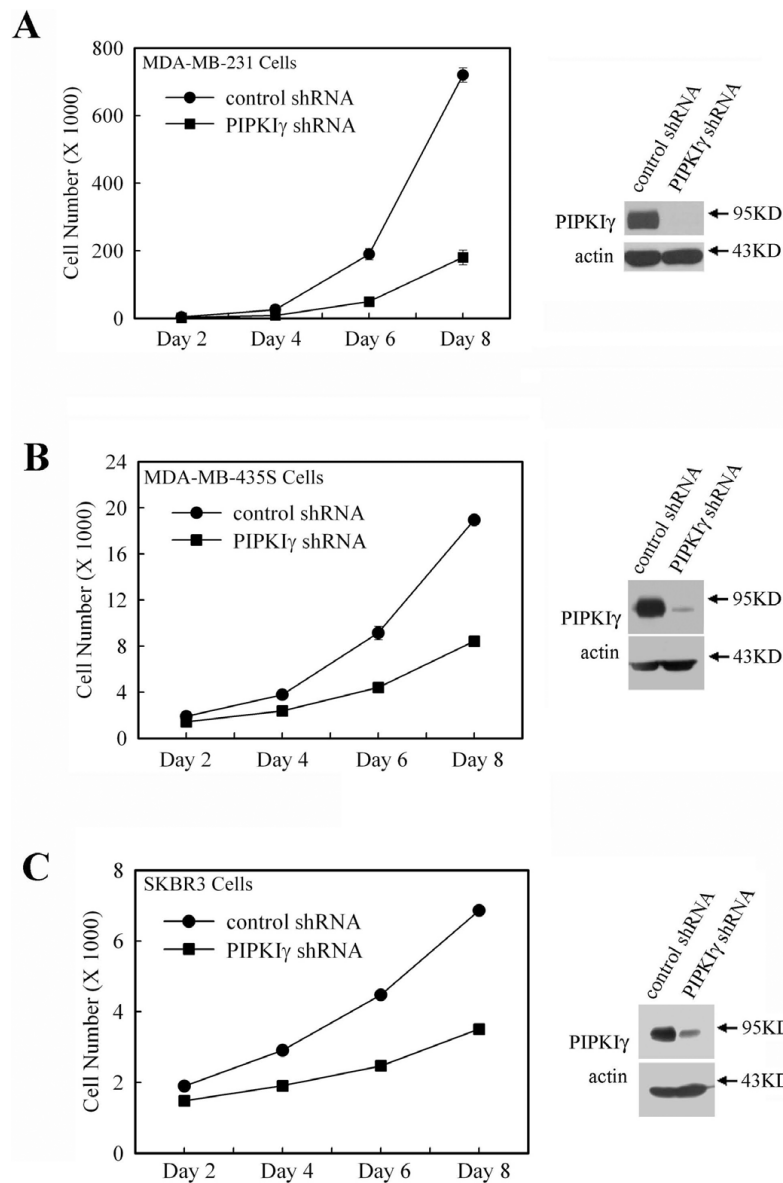 A
MDA-MB-231 Cells
control shRNA
PIPKIγ shRNA
Cell Number (X 1000)
800
600
400
200
0
Day 2 Day 4 Day 6 Day 8
control shRNA
PIPKIγ shRNA
PIPKIγ
95KD
actin
43KD
B
MDA-MB-435S Cells
control shRNA
PIPKIγ shRNA
Cell Number (X 1000)
24
20
16
12
8
4
0
Day 2 Day 4 Day 6 Day 8
control shRNA
PIPKIγ shRNA
95KD
PIPKIγ
actin
43KD
C
SKBR3 Cells
control shRNA
PIPKIγ shRNA
Cell Number (X 1000)
8
6
4
2
0
Day 2 Day 4 Day 6 Day 8
control shRNA
PIPKIγ shRNA
95KD
PIPKIγ
actin
43KD